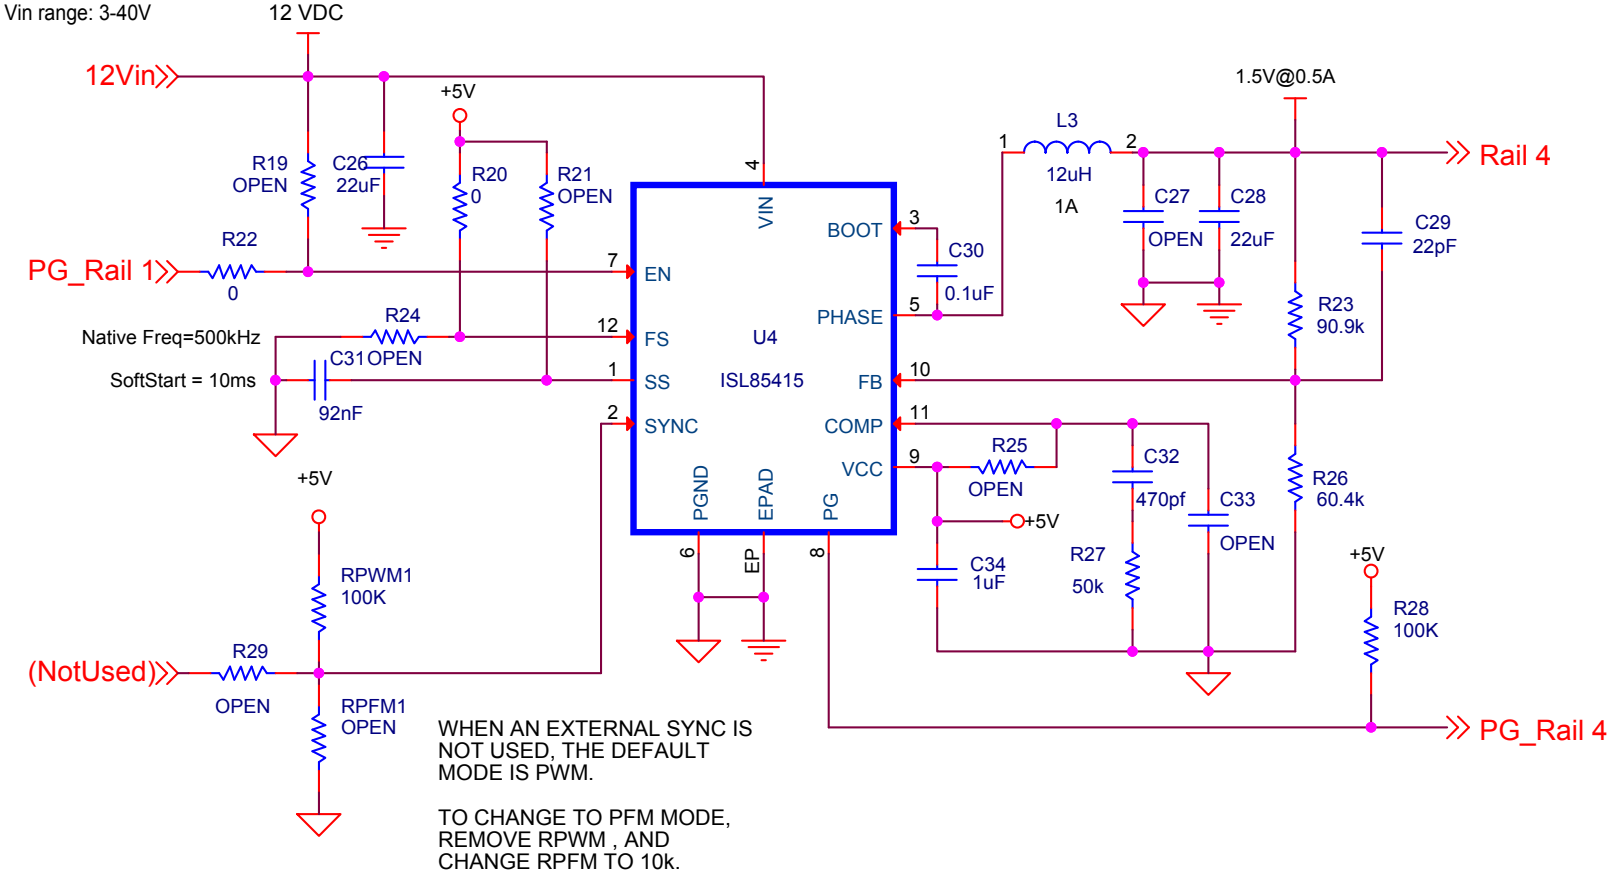 Vin range: 3-40V
12 VDC
12Vin
+5V
1.5V@0.5A
R19
OPEN
C26
22uF
R20
0
R21
OPEN
4
VIN
1
L3
2
12uH
1A
Rail 4
C27
OPEN
C28
22uF
C29
22pF
R22
0
PG_Rail 1
7
EN
BOOT
3
C30
0.1uF
PHASE
5
R23
90.9k
Native Freq=500kHz
R24
OPEN
12
FS
U4
ISL85415
SoftStart = 10ms
C31
92nF
1
SS
FB
10
2
SYNC
COMP
11
VCC
9
R25
OPEN
C32
470pf
C33
OPEN
R26
60.4k
PGND
EPAD
PG
6
EP
8
+5V
+5V
C34
1uF
R27
50k
+5V
R28
100K
RPWM1
100K
(NotUsed)
R29
OPEN
RPFM1
OPEN
PG_Rail 4
WHEN AN EXTERNAL SYNC IS
NOT USED, THE DEFAULT
MODE IS PWM.
TO CHANGE TO PFM MODE,
REMOVE RPWM , AND
CHANGE RPFM TO 10k.